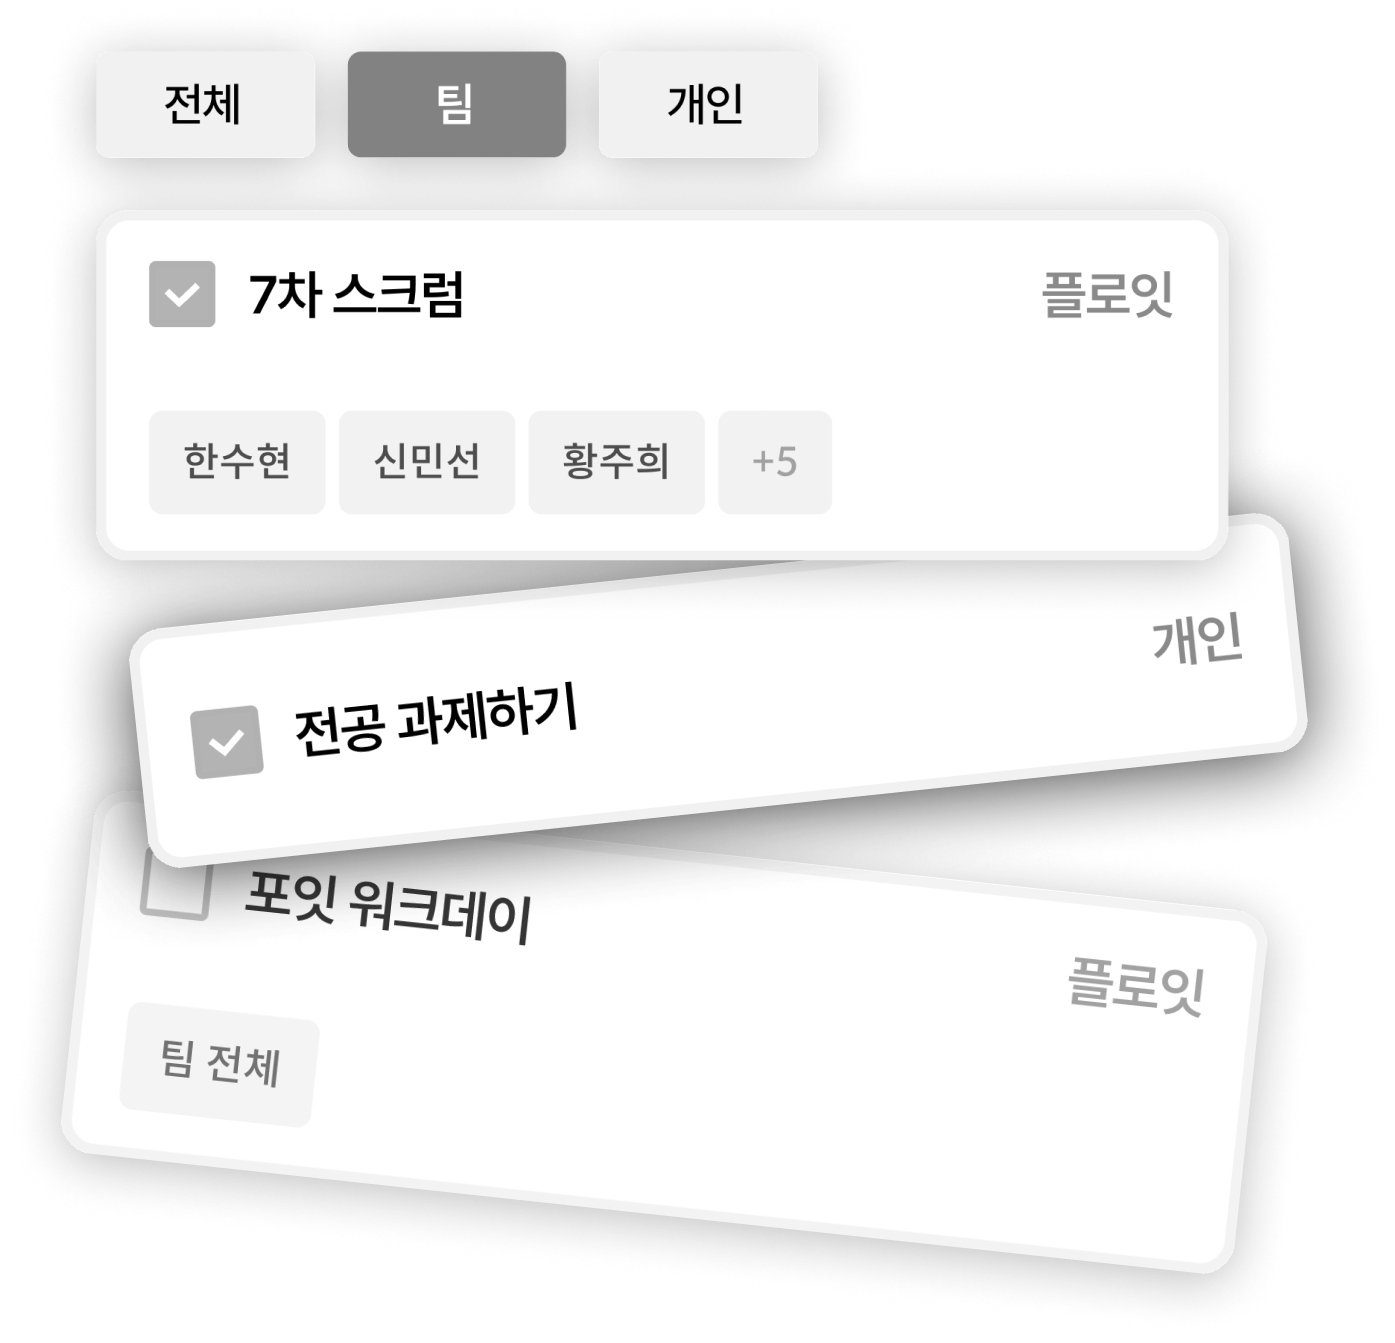 전체 팀 개인
7차 스크럼 플로잇
한수현 신민선 황주희 +5
개인
전공 과제하기
포잇 워크데이
플로잇
팀 전체